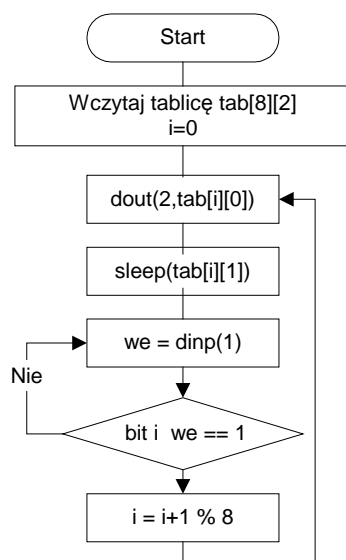 Start
Wczytaj tablicę tab[8][2]
i=0
dout(2,tab[i][0])
sleep(tab[i][1])
we = dinp(1)
Nie
bit i we == 1
i = i+1 % 8